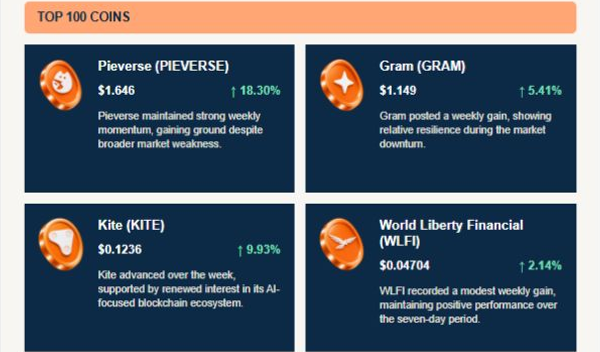 TOP 100 COINS
Pieverse (PIEVERSE)
$1.646 ↑ 18.30%
Pieverse maintained strong weekly
momentum, gaining ground despite
broader market weakness.
Gram (GRAM)
$1.149 ↑ 5.41%
Gram posted a weekly gain, showing
relative resilience during the market
downturn.
Kite (KITE)
$0.1236 ↑ 9.93%
Kite advanced over the week,
supported by renewed interest in its AI-
focused blockchain ecosystem.
World Liberty Financial
(WLFI)
$0.04704 ↑ 2.14%
WLFI recorded a modest weekly gain,
maintaining positive performance over
the seven-day period.